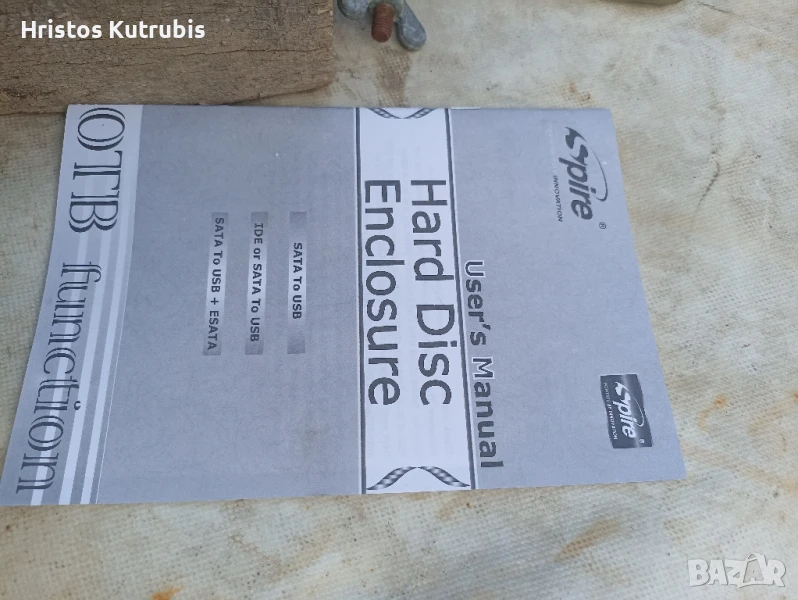 Hristos Kutrubis
Spire
INNOVATION
®
User's Manual
Hard Disc
Enclosure
SATA To USB
IDE or SATA To USB
SATA To USB + ESATA
OTB function
Spire
®
BAZAR